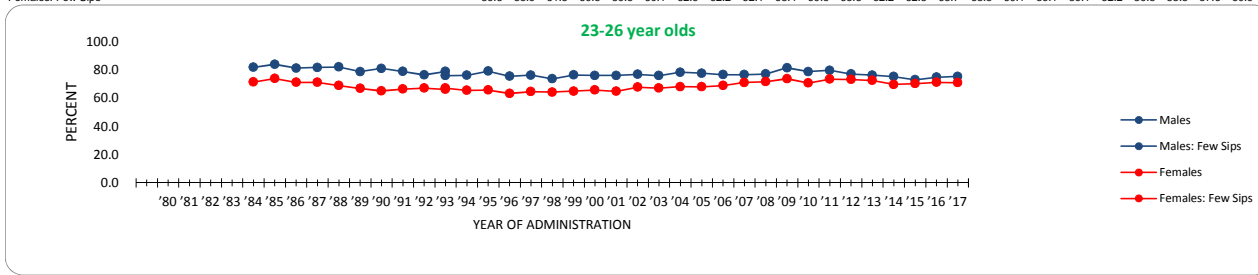 23-26 year olds
100.0
80.0
60.0
40.0
20.0
0.0
PERCENT
'80 '81 '82 '83 '84 '85 '86 '87 '88 '89 '90 '91 '92 '93 '94 '95 '96 '97 '98 '99 '00 '01 '02 '03 '04 '05 '06 '07 '08 '09 '10 '11 '12 '13 '14 '15 '16 '17
YEAR OF ADMINISTRATION
Males
Males: Few Sips
Females
Females: Few Sips